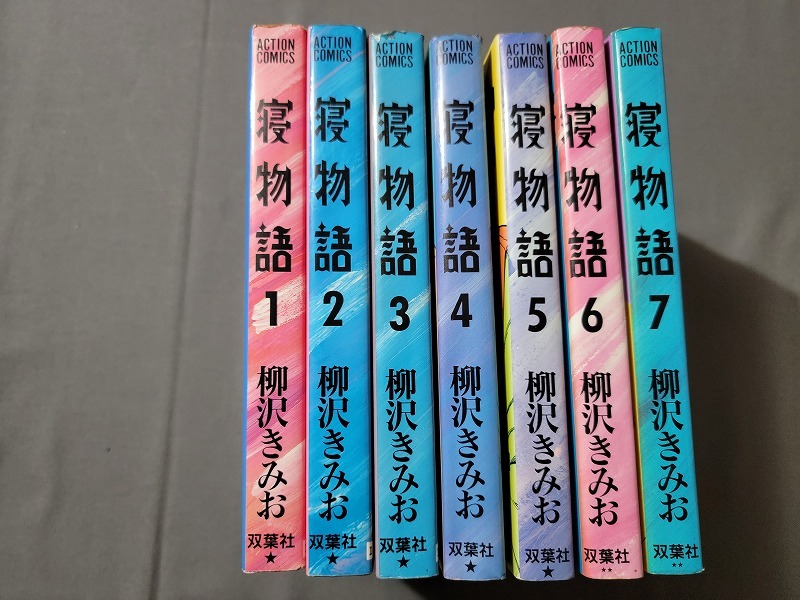 ACTION
COMICS
寝物語
1
柳沢きみお
双葉社
★
ACTION
COMICS
寝物語
2
柳沢きみお
双葉社
★
ACTION
COMICS
寝物語
3
柳沢きみお
双葉社
★
ACTION
COMICS
寝物語
4
柳沢きみお
双葉社
★
ACTION
COMICS
寝物語
5
柳沢きみお
双葉社
★
ACTION
COMICS
寝物語
6
柳沢きみお
双葉社
★★
ACTION
COMICS
寝物語
7
柳沢きみお
双葉社
★★